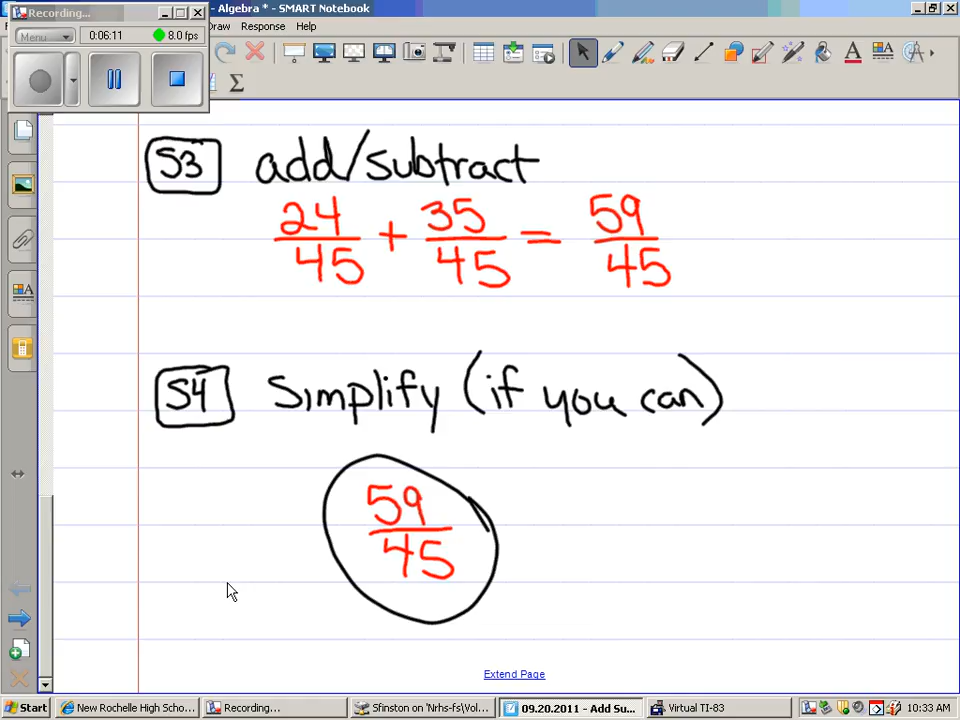 Recording...
Algebra * - SMART Notebook
Menu
0:06:11
8.0 fps
Draw Response Help
S3 add/subtract
24/45 + 35/45 = 59/45
S4 Simplify (if you can)
59/45
Extend Page
Start
New Rochelle High Scho...
Recording...
Sfinston on 'Nrhs-fs\Vol...
09.20.2011 - Add Su...
Virtual TI-83
10:33 AM